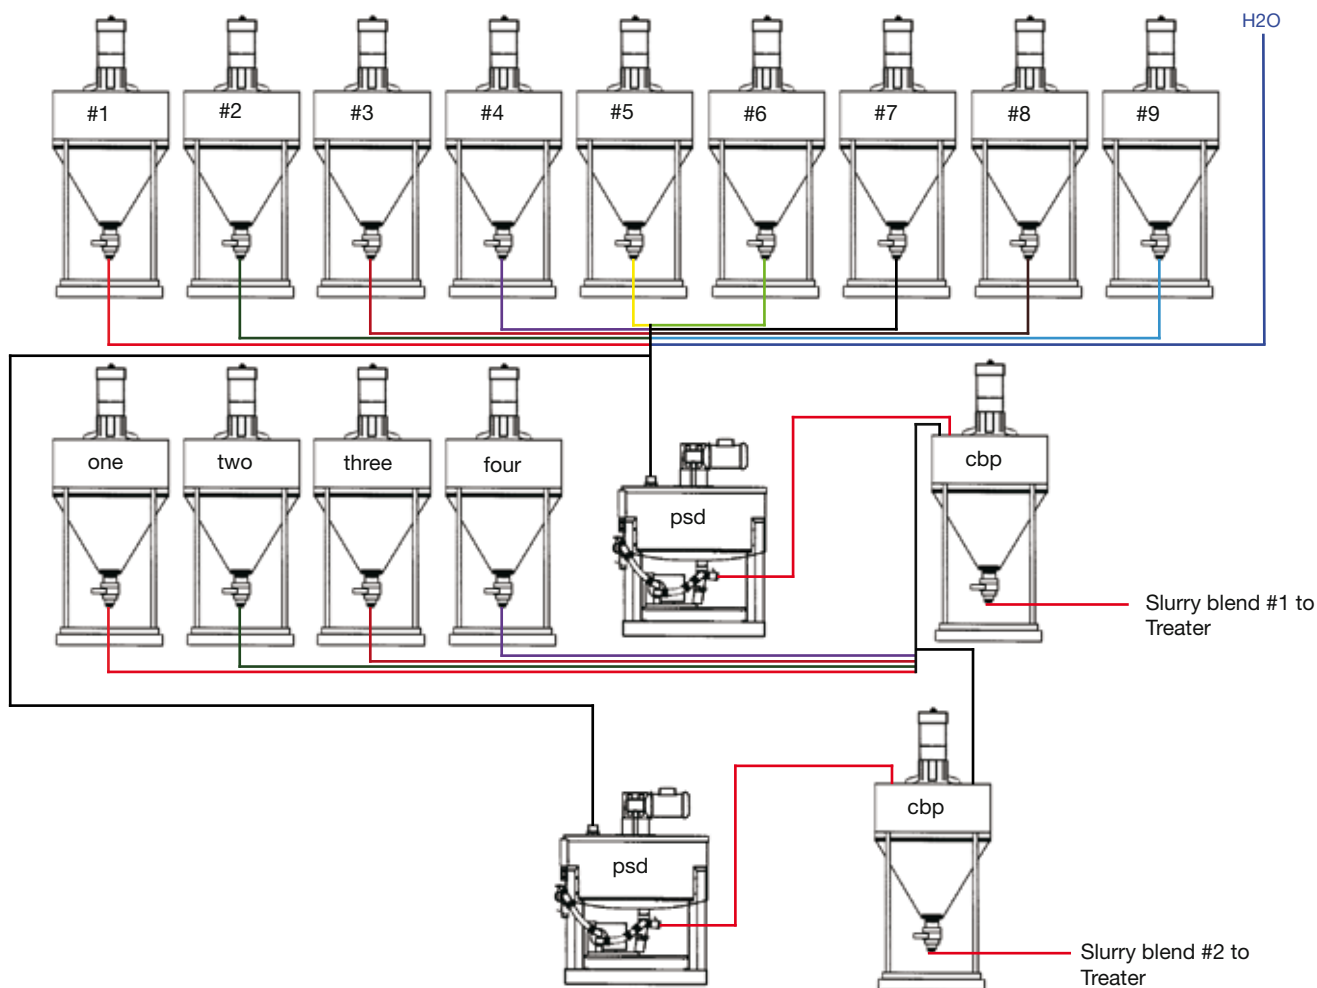 H2O
#1
#2
#3
#4
#5
#6
#7
#8
#9
one
two
three
four
psd
cbp
Slurry blend #1 to
Treater
psd
cbp
Slurry blend #2 to
Treater